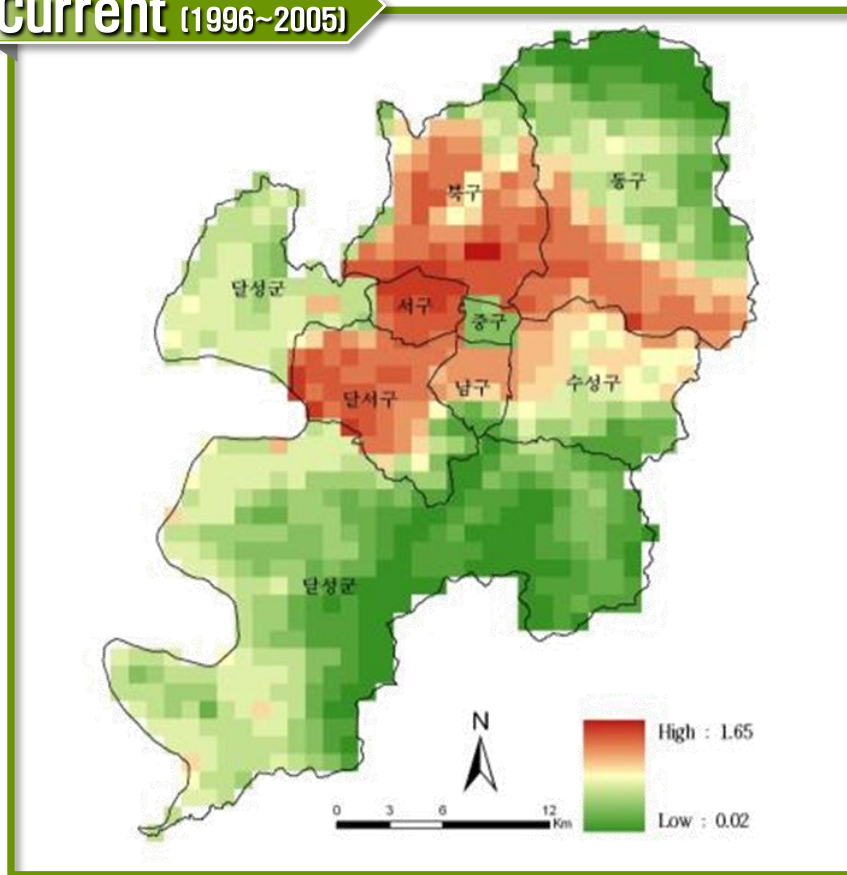 Current (1996~2005)
북구
동구
달성군
서구
중구
달서구
남구
수성구
달성군
N
High : 1.65
Low : 0.02
0 3 6 12
Km